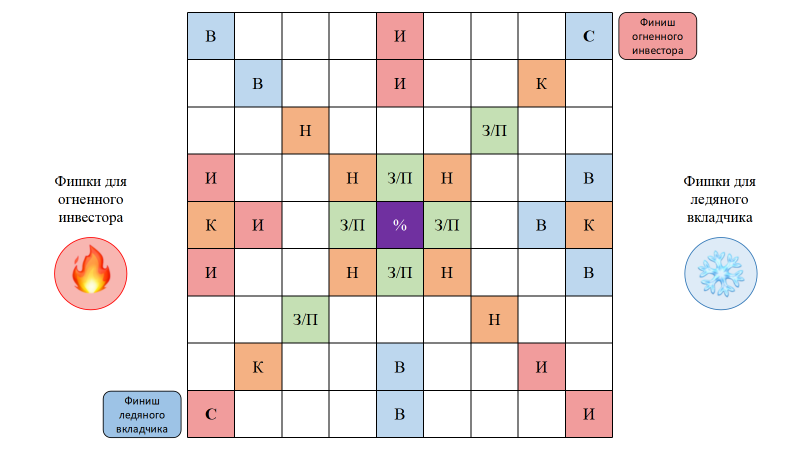 В И С
Финиш
огненного
инвестора
В И К
Н З/П
Фишки для
огненного
инвестора
И Н З/П Н В
Фишки для
ледяного
вкладчика
К И З/П % З/П В К
И Н З/П Н В
З/П Н
К В И
Финиш
ледяного
вкладчика
С В И